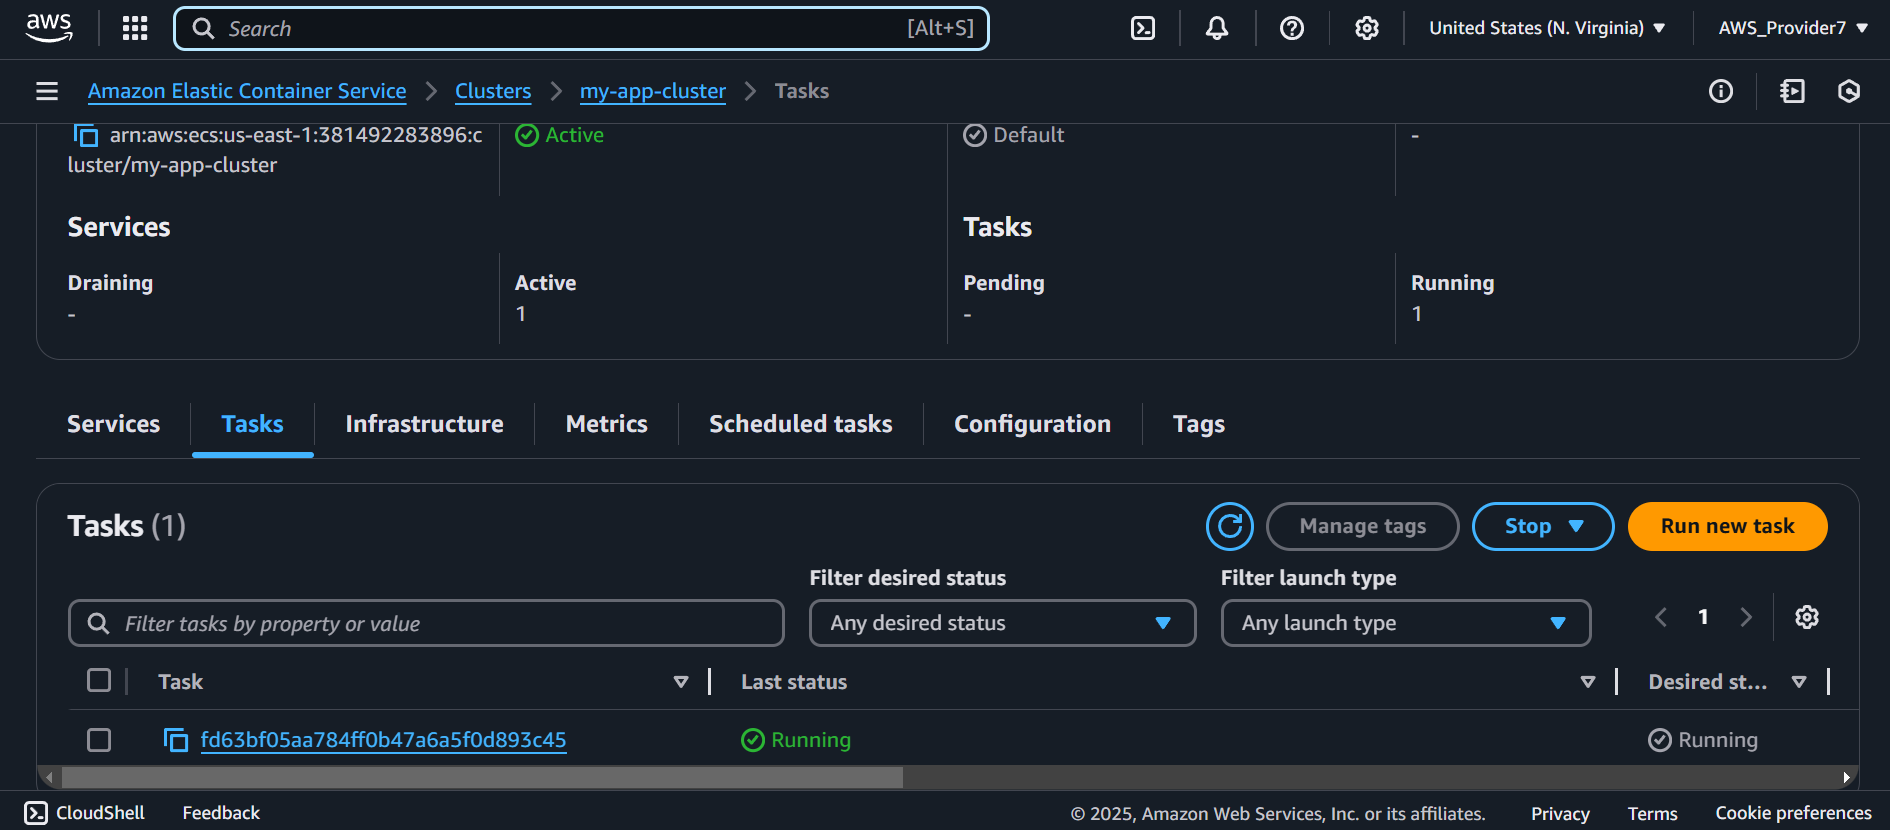 aws
Search [Alt+S]
United States (N. Virginia)
AWS_Provider7
Amazon Elastic Container Service
Clusters
my-app-cluster
Tasks
arn:aws:ecs:us-east-1:381492283896:c
luster/my-app-cluster
Active
Default
-
Services
Tasks
Draining
-
Active
1
Pending
-
Running
1
Services Tasks Infrastructure Metrics Scheduled tasks Configuration Tags
Tasks (1)
Manage tags
Stop
Run new task
Filter desired status
Filter launch type
Filter tasks by property or value
Any desired status
Any launch type
1
Task Last status Desired st...
fd63bf05aa784ff0b47a6a5f0d893c45 Running Running
CloudShell Feedback © 2025, Amazon Web Services, Inc. or its affiliates. Privacy Terms Cookie preferences